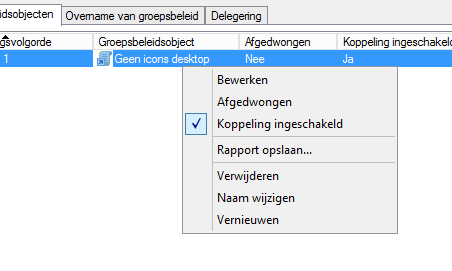 idsobjecten Overname van groepsbeleid Delegering
gsvolgorde Groepsbeleidsobject Afgedwongen Koppeling ingeschakeld
1 Geen icons desktop Nee Ja
Bewerken
Afgedwongen
Koppeling ingeschakeld
Rapport opslaan...
Verwijderen
Naam wijzigen
Vernieuwen